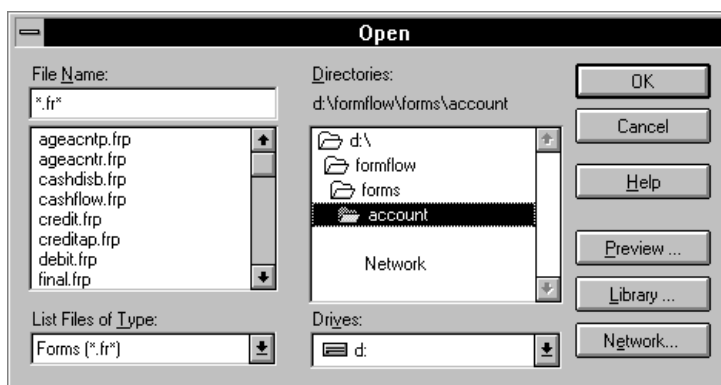 Open
File Name:
*.fr*
ageacntp.frp
ageacntr.frp
cashdisb.frp
cashflow.frp
credit.frp
creditap.frp
debit.frp
final.frp
List Files of Type:
Forms (*.fr*)
Directories:
d:\formflow\forms\account
d:\
formflow
forms
account
Network
Drives:
d:
OK
Cancel
Help
Preview ...
Library ...
Network...